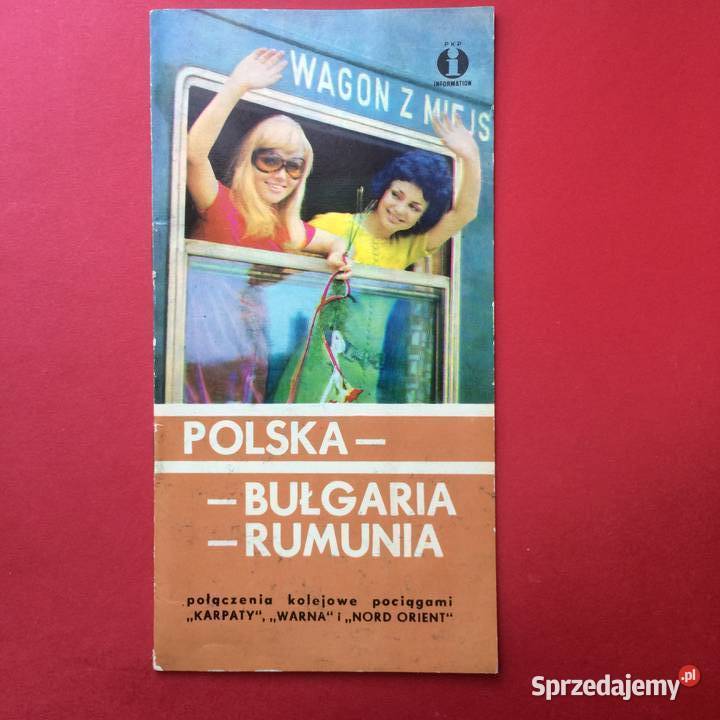 PKP
i
INFORMATION
WAGON Z MIEJS
POLSKA –
– BUŁGARIA
– RUMUNIA
połączenia kolejowe pociągami
„KARPATY“, „WARNA“ i „NORD ORIENT“
Sprzedajemy.pl